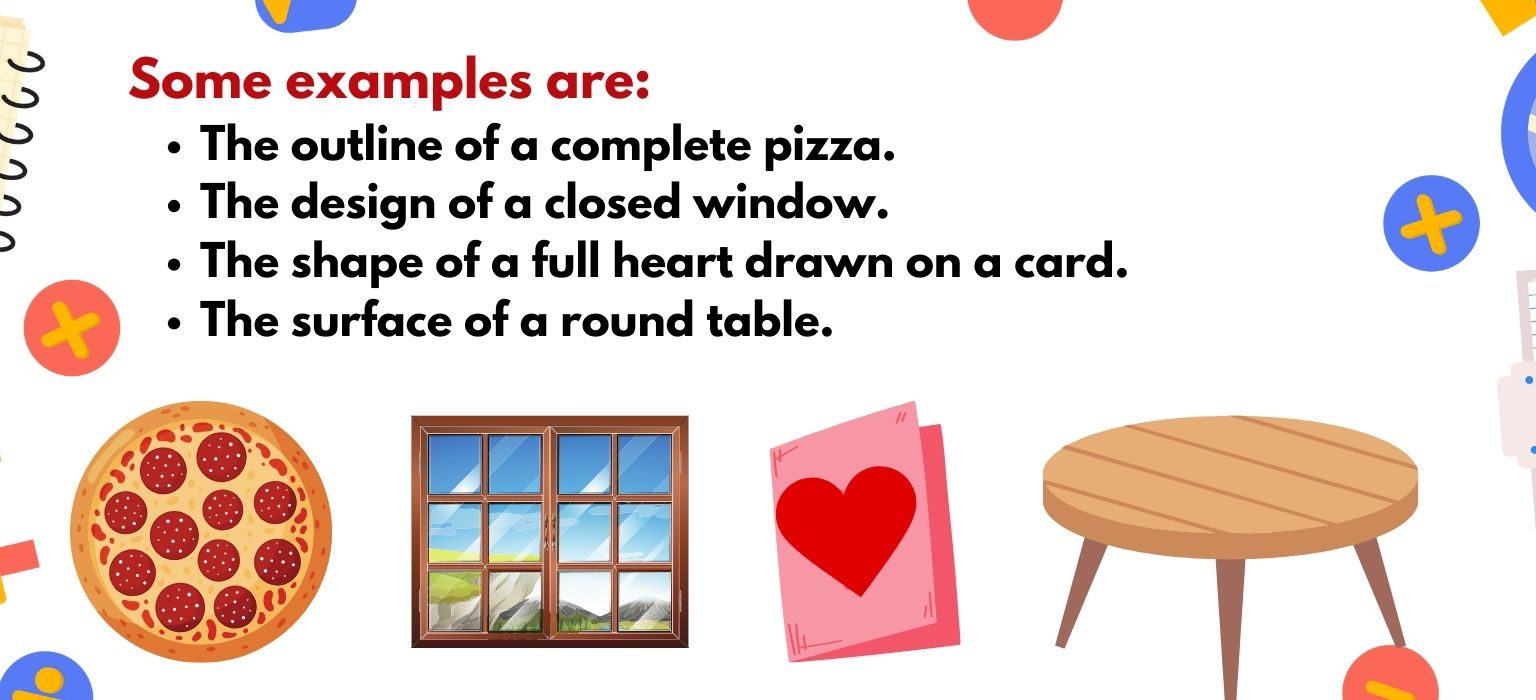 Some examples are:
• The outline of a complete pizza.
• The design of a closed window.
• The shape of a full heart drawn on a card.
• The surface of a round table.